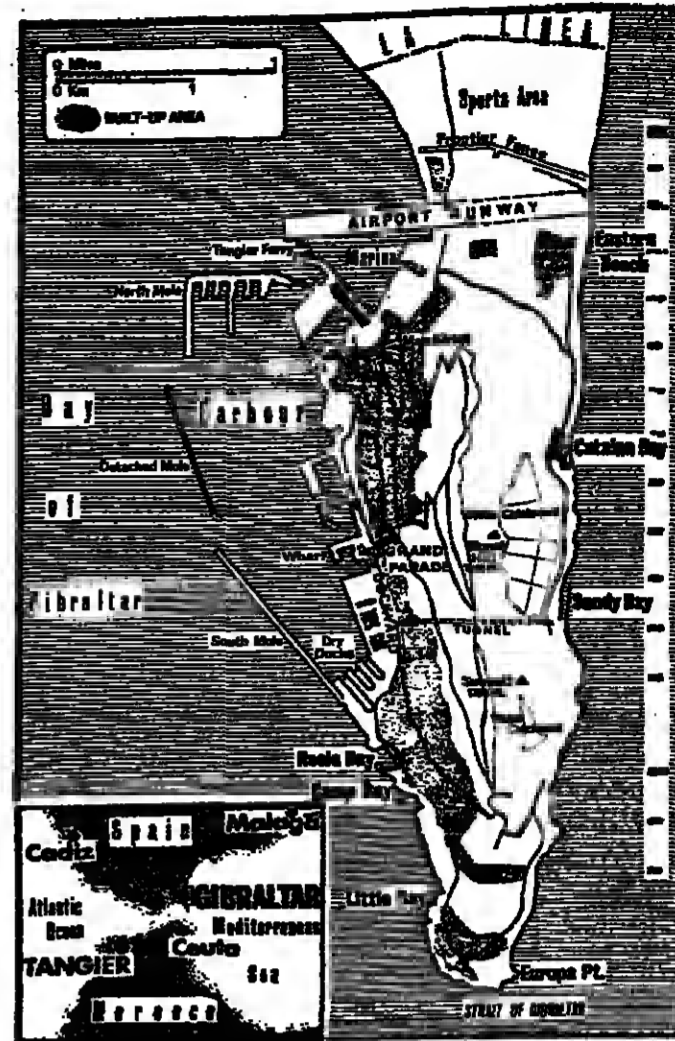 LA LINEA
0 Miles 1
0 Km 1
BUILT-UP AREA
Sports Area
Frontier Fence
AIRPORT RUNWAY
Tangier Ferry
Marina
Eastern
Beach
North Mole
Bay
Harbour
Detached Mole
Catalan Bay
of
Wharf
GRAND
PARADE
Gibraltar
Sandy Bay
South Mole
Dry
Docks
TUNNEL
Rosia Bay
Bay
Little Bay
Europa Pt.
STRAIT OF GIBRALTAR
Spain
Malaga
Cadiz
Atlantic
Ocean
GIBRALTAR
Mediterranean
Sea
Ceuta
TANGIER
Morocco